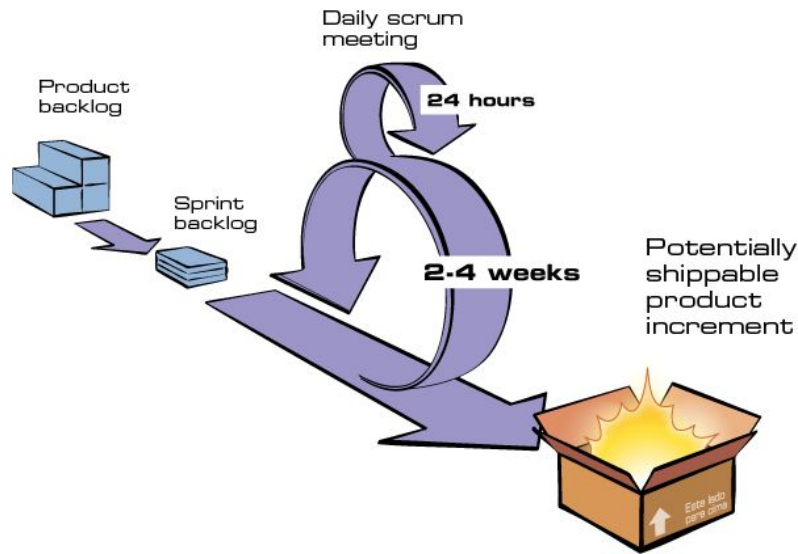 Daily scrum
meeting
24 hours
Product
backlog
Sprint
backlog
2-4 weeks
Potentially
shippable
product
increment
Este lado
para cima